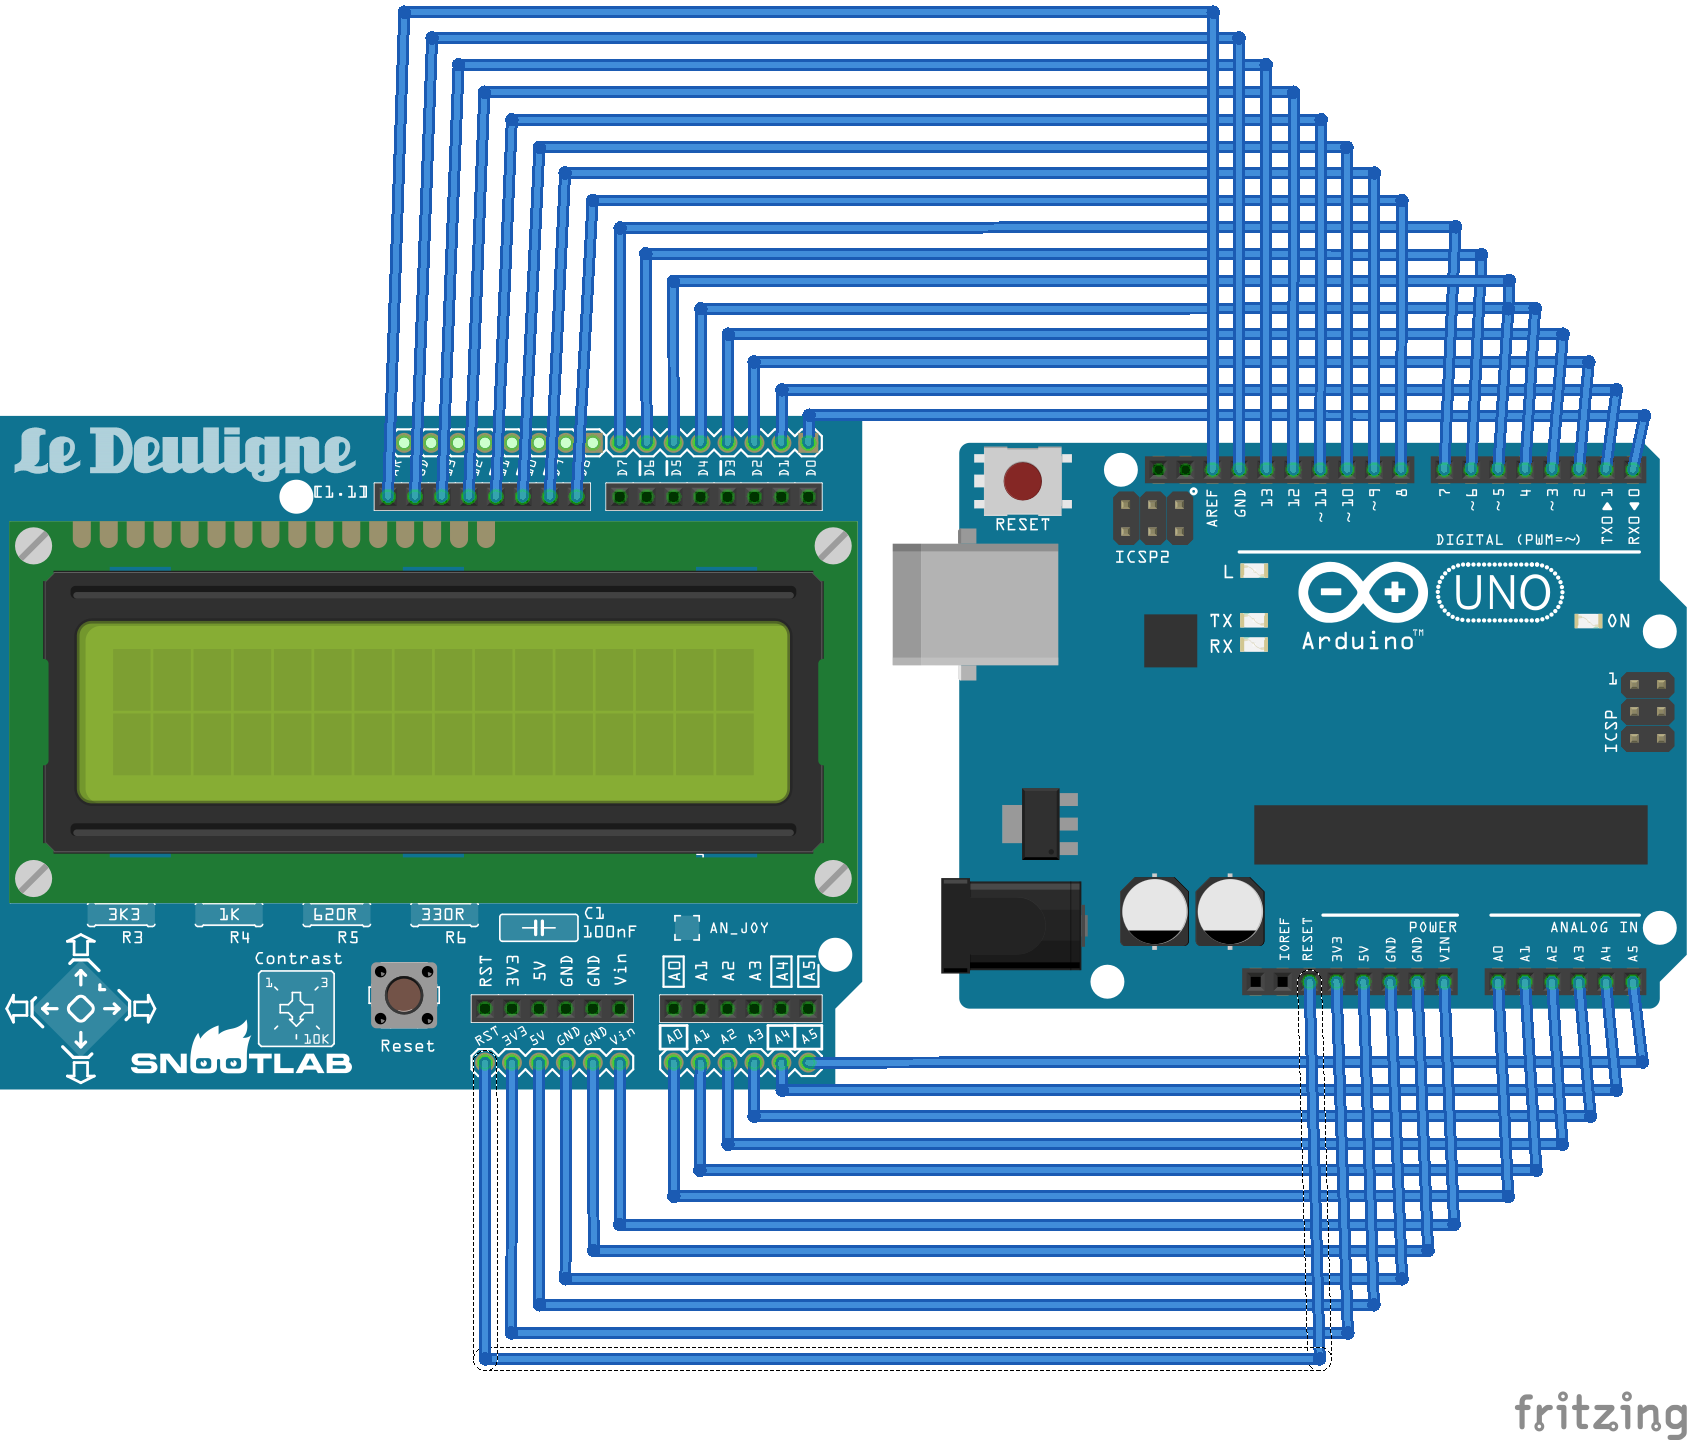 Le Deuligne
[1.1]
D7 D6 D5 D4 D3 D2 D1 D0
3K3 1K 620R 330R
R3 R4 R5 R6
C1
100nF
AN_JOY
Contrast
1 3
10K
Reset
SNOOTLAB
RST 3V3 5V GND GND Vin
A0 A1 A2 A3 A4 A5
RST 3V3 5V GND GND Vin
A0 A1 A2 A3 A4 A5
RESET
ICSP2
AREF GND 13 12 ~11 ~10 ~9 8
7 ~6 ~5 4 ~3 2 TX0▶1 RX0◀0
DIGITAL (PWM=~)
L
TX
RX
UNO
Arduino™
ON
1
ICSP
POWER
ANALOG IN
IOREF RESET 3V3 5V GND GND VIN
A0 A1 A2 A3 A4 A5
fritzing